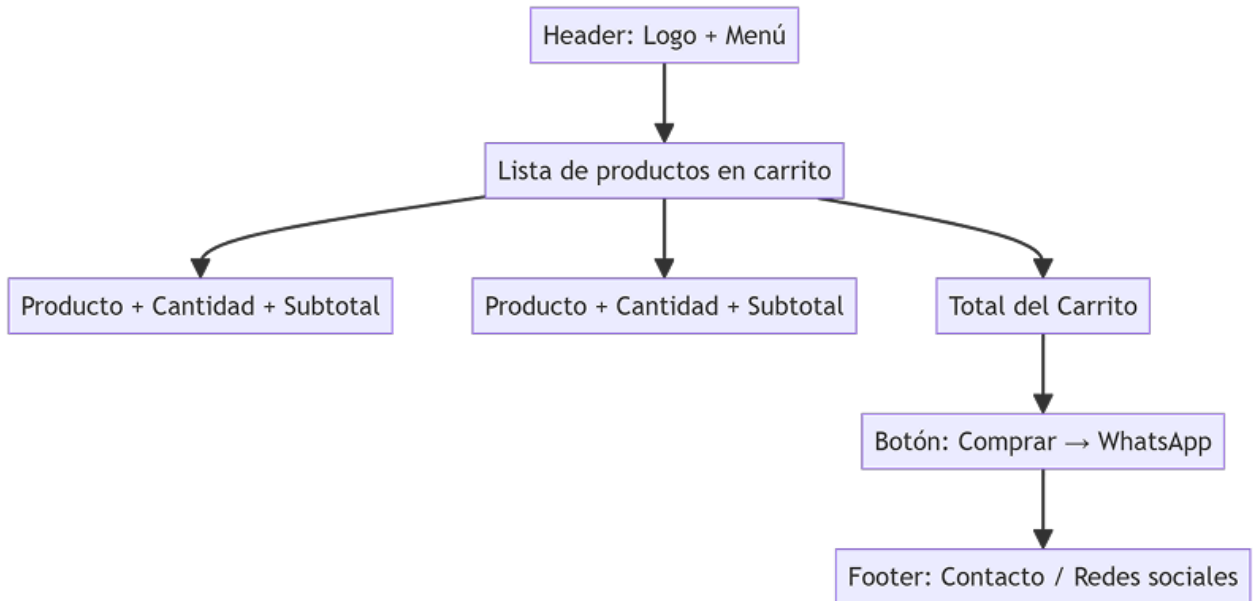 Header: Logo + Menú
Lista de productos en carrito
Producto + Cantidad + Subtotal
Producto + Cantidad + Subtotal
Total del Carrito
Botón: Comprar → WhatsApp
Footer: Contacto / Redes sociales